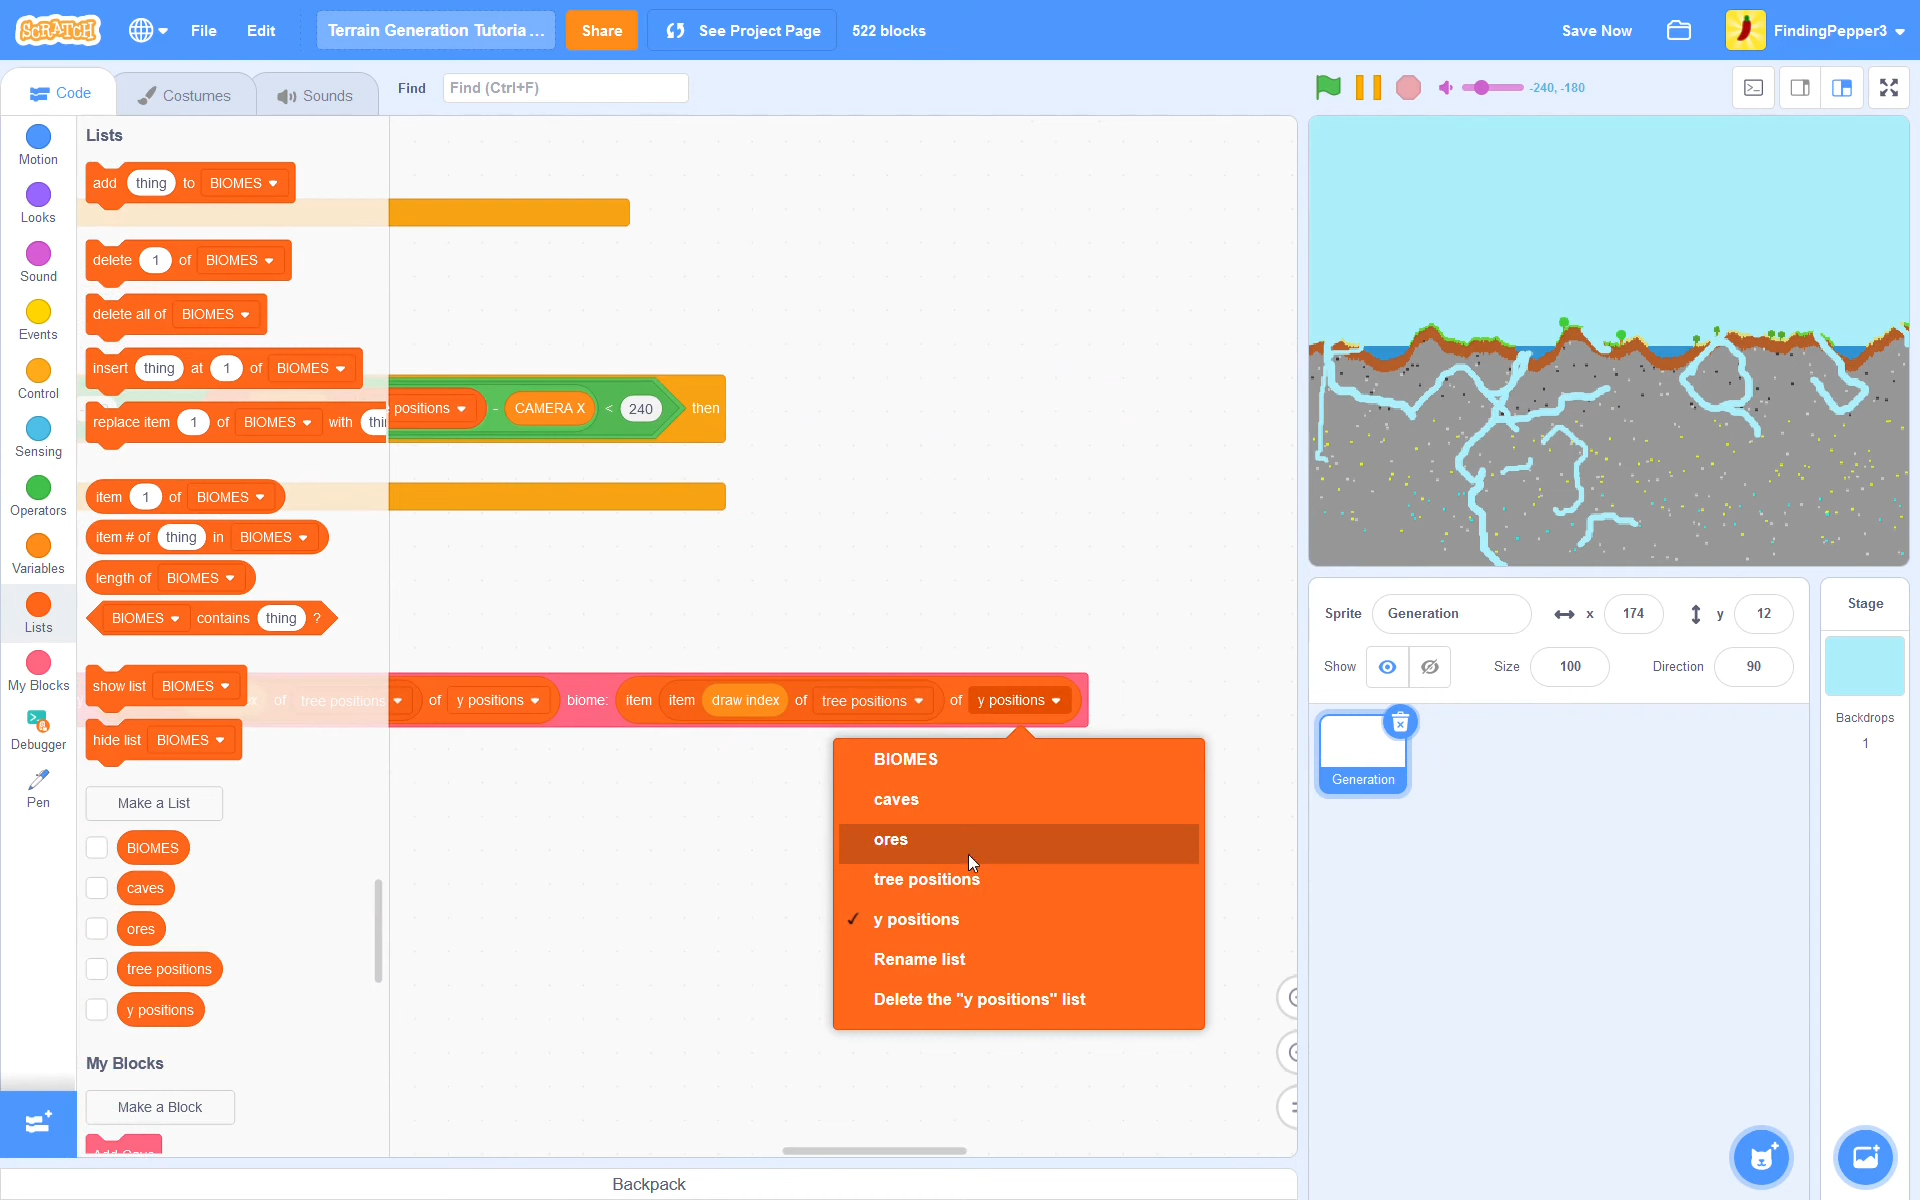 SCRATCH
File
Edit
Terrain Generation Tutoria...
Share
See Project Page
522 blocks
Save Now
FindingPepper3
Code
Costumes
Sounds
Find
Find (Ctrl+F)
-240, -180
Motion
Looks
Sound
Events
Control
Sensing
Operators
Variables
Lists
My Blocks
Debugger
Pen
Lists
add thing to BIOMES
delete 1 of BIOMES
delete all of BIOMES
insert thing at 1 of BIOMES
replace item 1 of BIOMES with thi
item 1 of BIOMES
item # of thing in BIOMES
length of BIOMES
BIOMES contains thing ?
show list BIOMES
hide list BIOMES
Make a List
BIOMES
caves
ores
tree positions
y positions
My Blocks
Make a Block
Add Cave
positions - CAMERA X < 240 then
of tree positions of y positions biome: item item draw index of tree positions of y positions
BIOMES
caves
ores
tree positions
✓ y positions
Rename list
Delete the "y positions" list
Sprite Generation x 174 y 12
Show Size 100 Direction 90
Generation
Stage
Backdrops
1
Backpack